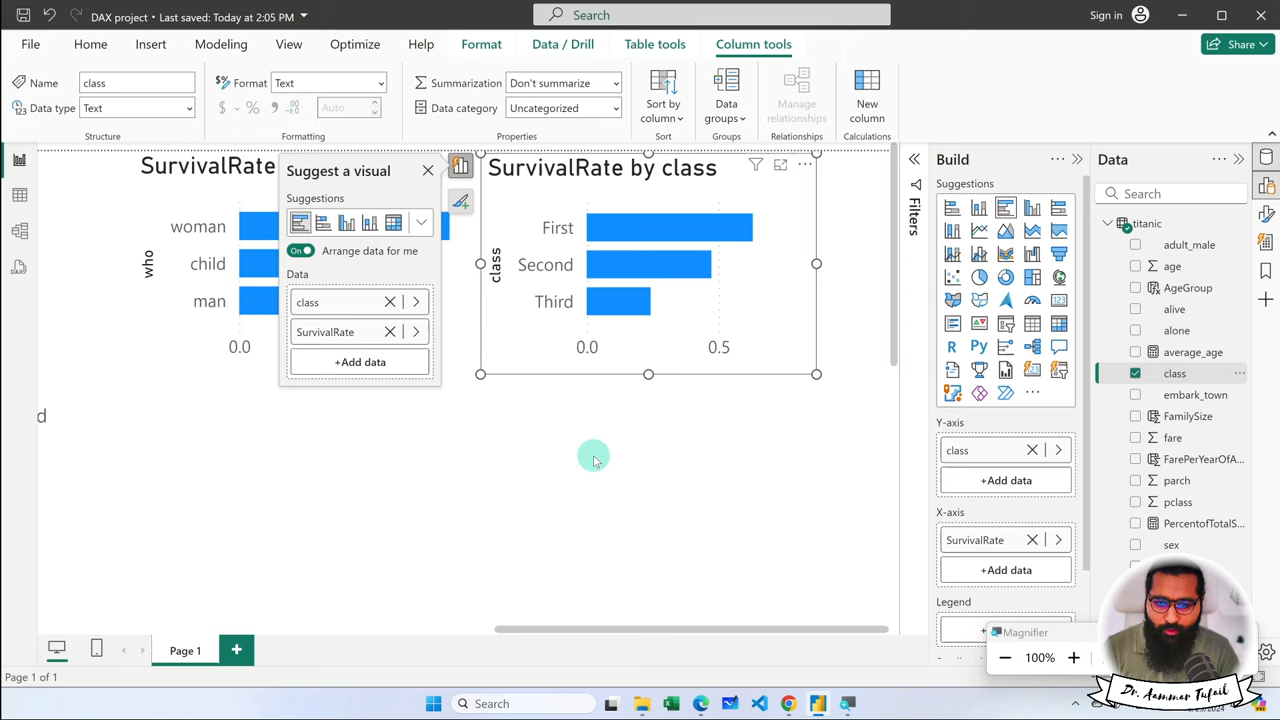 DAX project • Last saved: Today at 2:05 PM
Search
Sign in
File Home Insert Modeling View Optimize Help Format Data / Drill Table tools Column tools
Share
Name class
Format Text
Summarization Don't summarize
Data type Text
$ % Auto
Data category Uncategorized
Sort by column
Data groups
Manage relationships
New column
Structure Formatting Properties Sort Groups Relationships Calculations
SurvivalRate
woman
child
man
who
0.0
d
Suggest a visual
Suggestions
On Arrange data for me
Data
class
SurvivalRate
+Add data
SurvivalRate by class
First
Second
Third
class
0.0 0.5
Filters
Build
Suggestions
R Py
Y-axis
class
+Add data
X-axis
SurvivalRate
+Add data
Legend
Data
Search
titanic
adult_male
age
AgeGroup
alive
alone
average_age
class
embark_town
FamilySize
fare
FarePerYearOfA...
parch
pclass
PercentofTotalS...
sex
Magnifier
100%
Page 1
Page 1 of 1
Search
Dr. Aammar Tufail